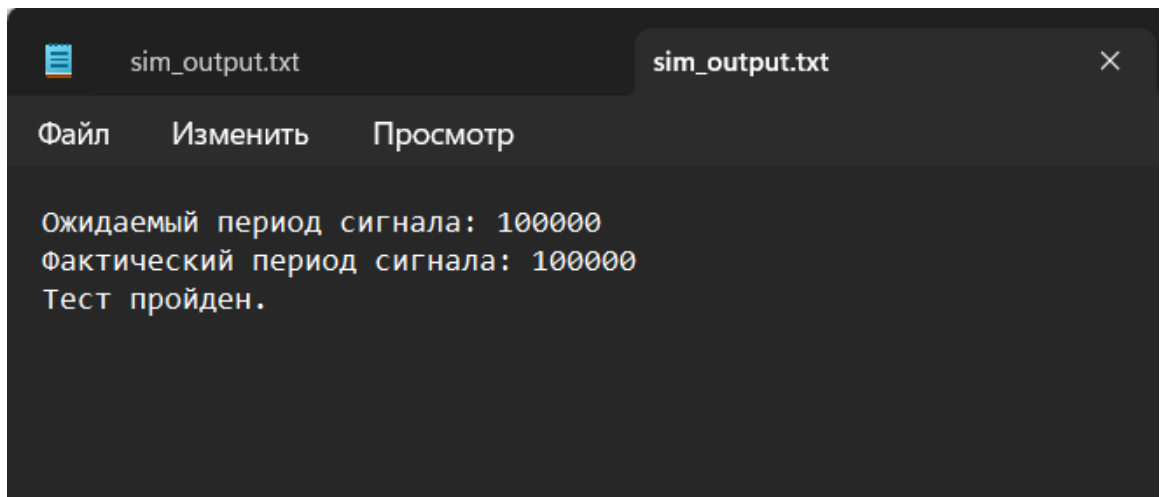 sim_output.txt sim_output.txt
Файл Изменить Просмотр
Ожидаемый период сигнала: 100000
Фактический период сигнала: 100000
Тест пройден.